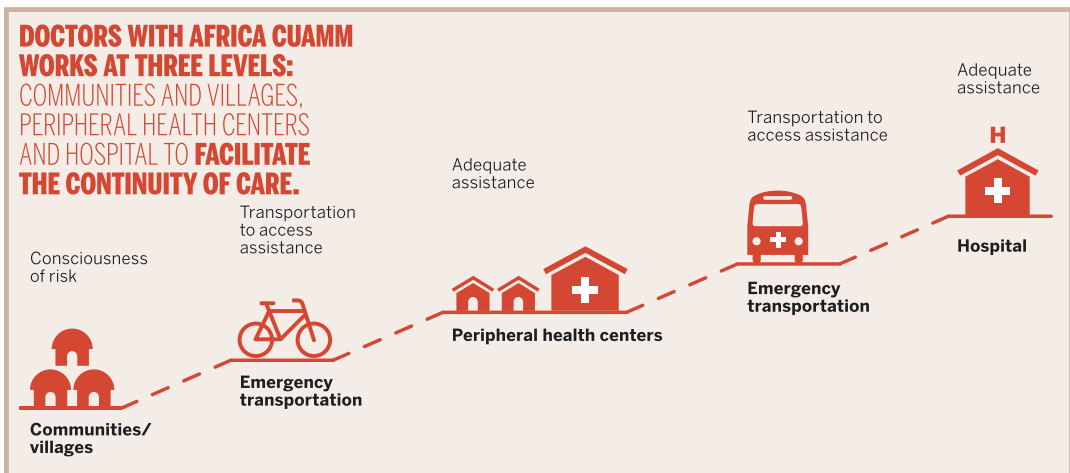 DOCTORS WITH AFRICA CUAMM
WORKS AT THREE LEVELS:
COMMUNITIES AND VILLAGES,
PERIPHERAL HEALTH CENTERS
AND HOSPITAL TO FACILITATE
THE CONTINUITY OF CARE.
Consciousness
of risk
Communities/
villages
Transportation
to access
assistance
Emergency
transportation
Adequate
assistance
Peripheral health centers
Transportation to
access assistance
Emergency
transportation
Adequate
assistance
H
Hospital